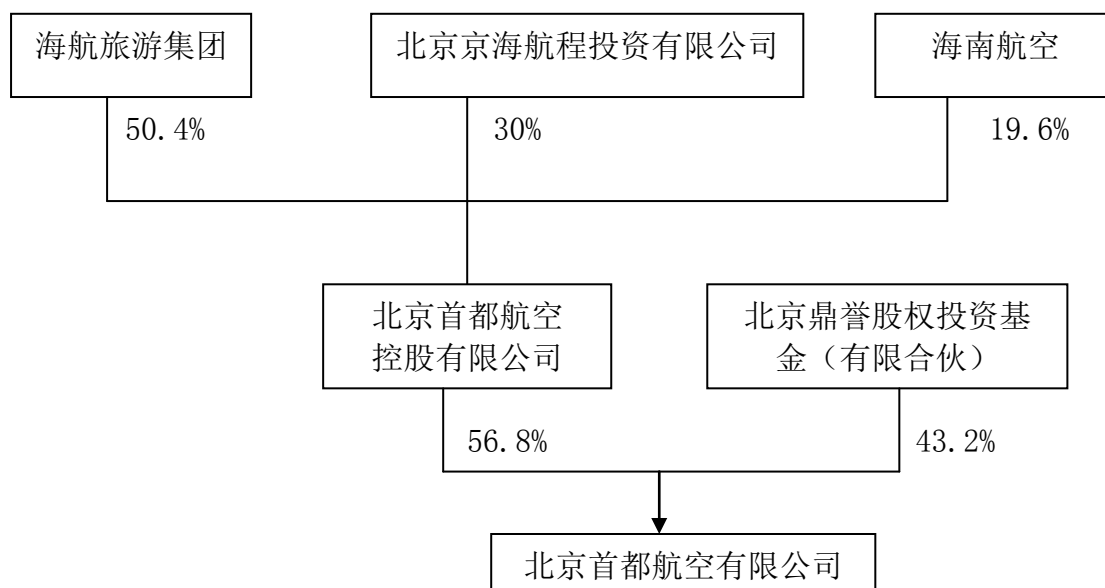 海航旅游集团
北京京海航程投资有限公司
海南航空
50.4%
30%
19.6%
北京首都航空
控股有限公司
北京鼎誉股权投资基
金（有限合伙）
56.8%
43.2%
北京首都航空有限公司